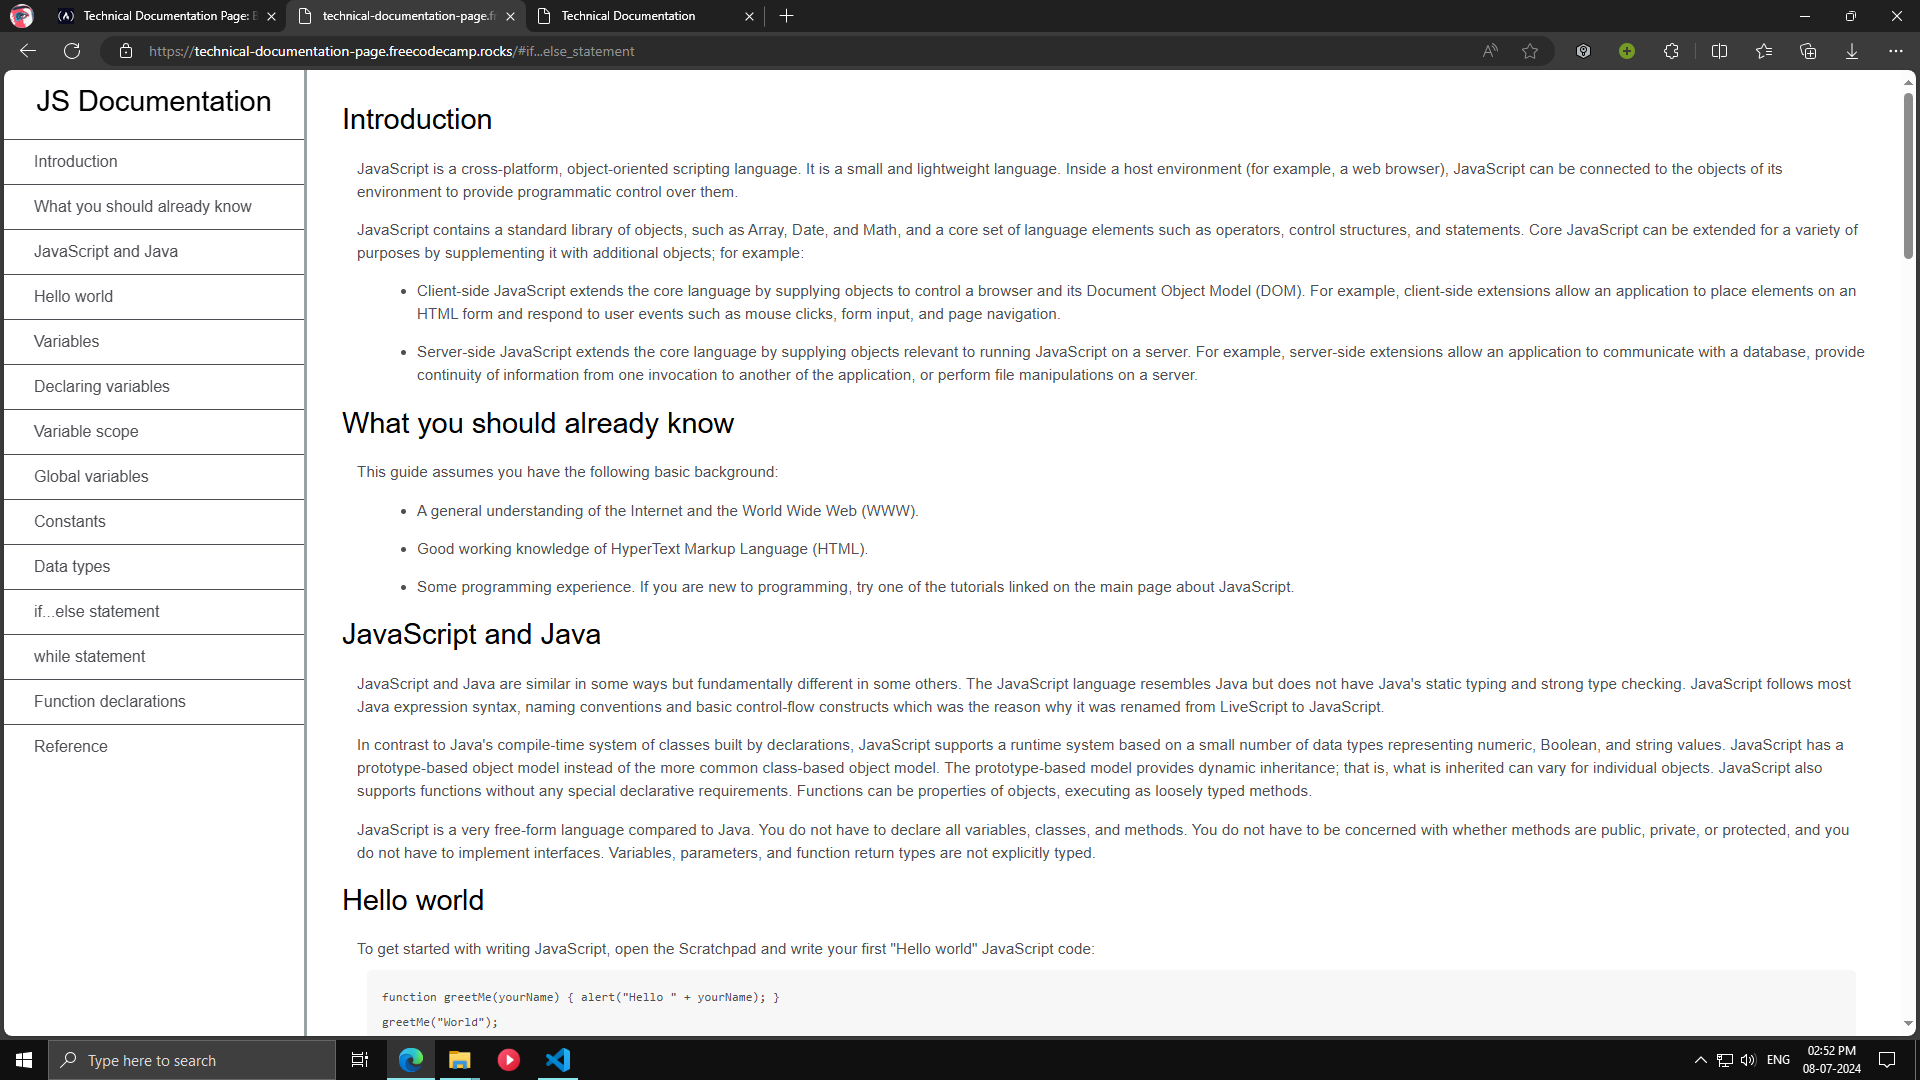 Technical Documentation Page:
technical-documentation-page.fr
Technical Documentation
https://technical-documentation-page.freecodecamp.rocks/#if...else_statement
JS Documentation
Introduction
What you should already know
JavaScript and Java
Hello world
Variables
Declaring variables
Variable scope
Global variables
Constants
Data types
if...else statement
while statement
Function declarations
Reference
Introduction
JavaScript is a cross-platform, object-oriented scripting language. It is a small and lightweight language. Inside a host environment (for example, a web browser), JavaScript can be connected to the objects of its
environment to provide programmatic control over them.
JavaScript contains a standard library of objects, such as Array, Date, and Math, and a core set of language elements such as operators, control structures, and statements. Core JavaScript can be extended for a variety of
purposes by supplementing it with additional objects; for example:
• Client-side JavaScript extends the core language by supplying objects to control a browser and its Document Object Model (DOM). For example, client-side extensions allow an application to place elements on an
HTML form and respond to user events such as mouse clicks, form input, and page navigation.
• Server-side JavaScript extends the core language by supplying objects relevant to running JavaScript on a server. For example, server-side extensions allow an application to communicate with a database, provide
continuity of information from one invocation to another of the application, or perform file manipulations on a server.
What you should already know
This guide assumes you have the following basic background:
• A general understanding of the Internet and the World Wide Web (WWW).
• Good working knowledge of HyperText Markup Language (HTML).
• Some programming experience. If you are new to programming, try one of the tutorials linked on the main page about JavaScript.
JavaScript and Java
JavaScript and Java are similar in some ways but fundamentally different in some others. The JavaScript language resembles Java but does not have Java's static typing and strong type checking. JavaScript follows most
Java expression syntax, naming conventions and basic control-flow constructs which was the reason why it was renamed from LiveScript to JavaScript.
In contrast to Java's compile-time system of classes built by declarations, JavaScript supports a runtime system based on a small number of data types representing numeric, Boolean, and string values. JavaScript has a
prototype-based object model instead of the more common class-based object model. The prototype-based model provides dynamic inheritance; that is, what is inherited can vary for individual objects. JavaScript also
supports functions without any special declarative requirements. Functions can be properties of objects, executing as loosely typed methods.
JavaScript is a very free-form language compared to Java. You do not have to declare all variables, classes, and methods. You do not have to be concerned with whether methods are public, private, or protected, and you
do not have to implement interfaces. Variables, parameters, and function return types are not explicitly typed.
Hello world
To get started with writing JavaScript, open the Scratchpad and write your first "Hello world" JavaScript code:
function greetMe(yourName) { alert("Hello " + yourName); }
greetMe("World");
Type here to search
ENG
02:52 PM
08-07-2024